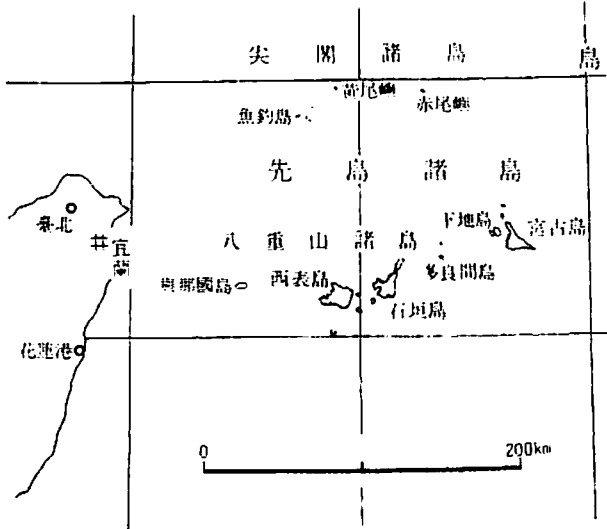 尖閣諸島
島
黄尾嶼
赤尾嶼
魚釣島
先島諸島
臺北
宜蘭
八重山諸島
下地島
宮古島
與那國島
西表島
多良間島
石垣島
花蓮港
0
200km